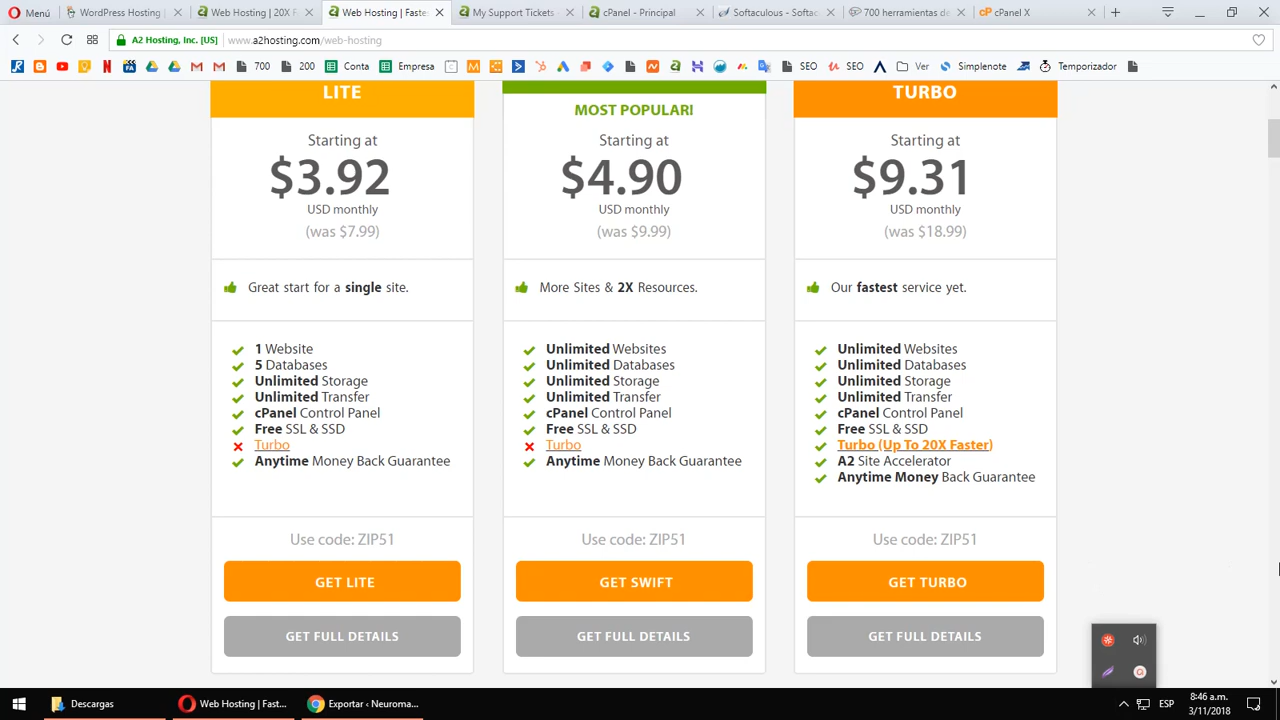 Menú
WordPress Hosting
Web Hosting | 20X F
Web Hosting | Fastes
My Support Tickets -
cPanel - Principal
Softaculous - Softac
700 herramientas de
cPanel X
A2 Hosting, Inc. [US]
www.a2hosting.com/web-hosting
700
200
Conta
Empresa
SEO
SEO
Ver
Simplenote
Temporizador
LITE
Starting at
$3.92
USD monthly
(was $7.99)
Great start for a single site.
1 Website
5 Databases
Unlimited Storage
Unlimited Transfer
cPanel Control Panel
Free SSL & SSD
Turbo
Anytime Money Back Guarantee
Use code: ZIP51
GET LITE
GET FULL DETAILS
MOST POPULAR!
Starting at
$4.90
USD monthly
(was $9.99)
More Sites & 2X Resources.
Unlimited Websites
Unlimited Databases
Unlimited Storage
Unlimited Transfer
cPanel Control Panel
Free SSL & SSD
Turbo
Anytime Money Back Guarantee
Use code: ZIP51
GET SWIFT
GET FULL DETAILS
TURBO
Starting at
$9.31
USD monthly
(was $18.99)
Our fastest service yet.
Unlimited Websites
Unlimited Databases
Unlimited Storage
Unlimited Transfer
cPanel Control Panel
Free SSL & SSD
Turbo (Up To 20X Faster)
A2 Site Accelerator
Anytime Money Back Guarantee
Use code: ZIP51
GET TURBO
GET FULL DETAILS
Descargas
Web Hosting | Fast...
Exportar ‹ Neuroma...
ESP
8:46 a.m.
3/11/2018